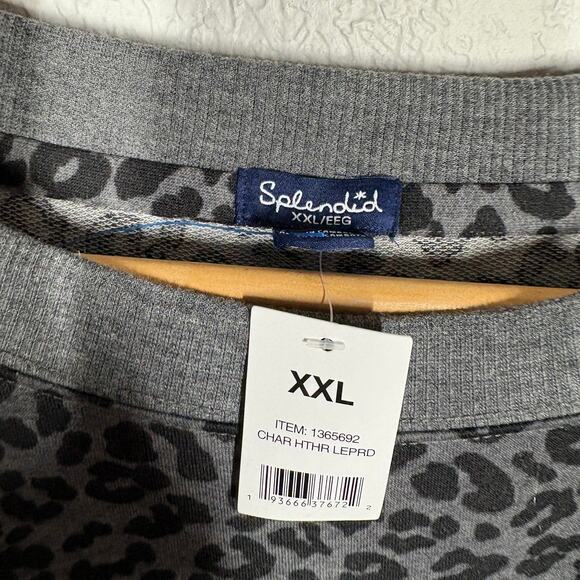 Splendid
XXL/EEG
XXL
ITEM: 1365692
CHAR HTHR LEPRD
1 93666 37672 2